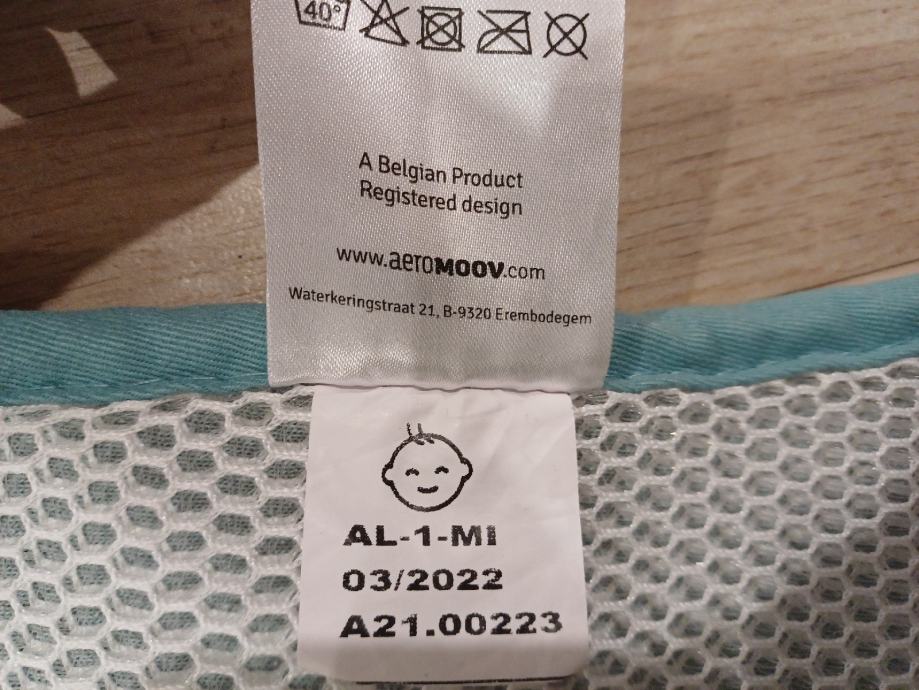 40°
A Belgian Product
Registered design
www.aeroMOOV.com
Waterkeringstraat 21, B-9320 Erembodegem
AL-1-MI
03/2022
A21.00223